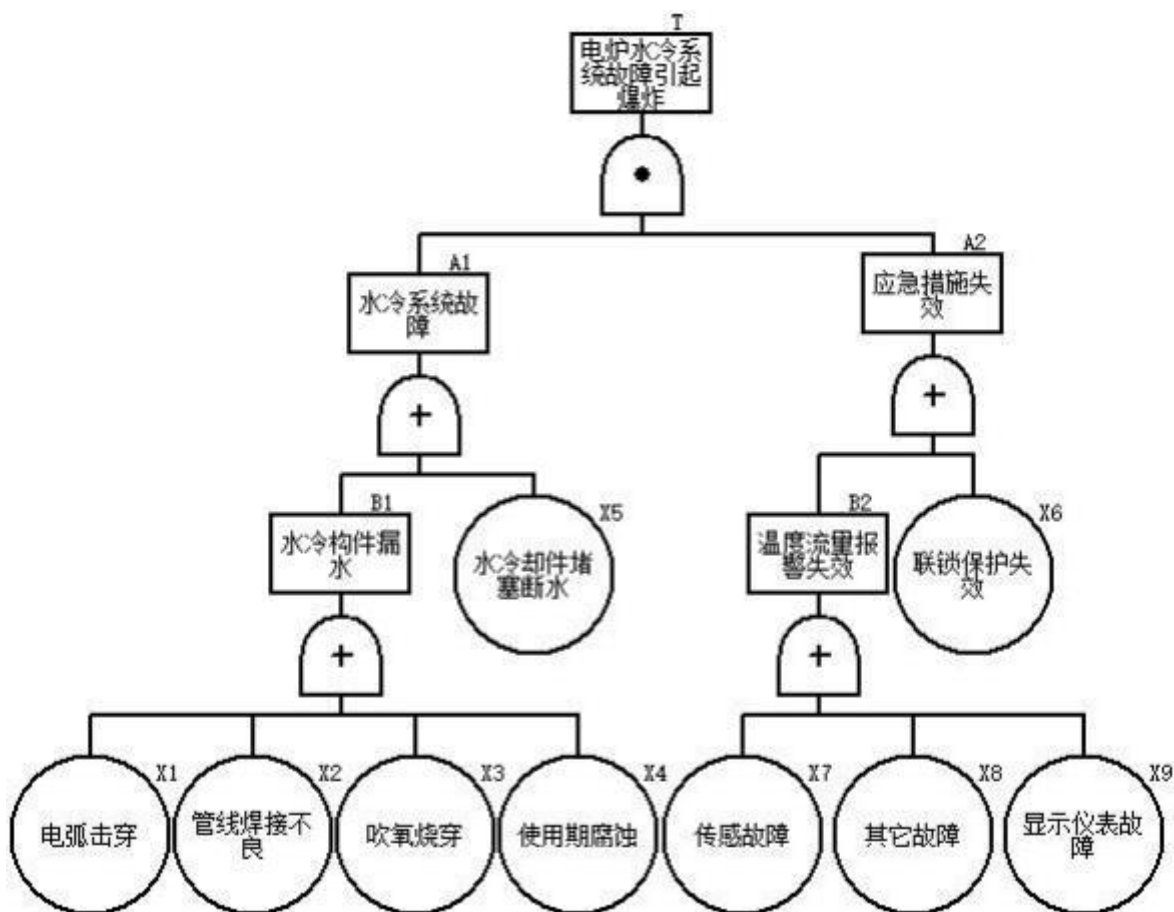 T
电炉水冷系
统故障引起
爆炸
A1
水冷系统故
障
A2
应急措施失
效
B1
水冷构件漏
水
X5
水冷却件堵
塞断水
B2
温度流量报
警失效
X6
联锁保护失
效
X1
电弧击穿
X2
管线焊接不
良
X3
吹氧烧穿
X4
使用期腐蚀
X7
传感故障
X8
其它故障
X9
显示仪表故
障